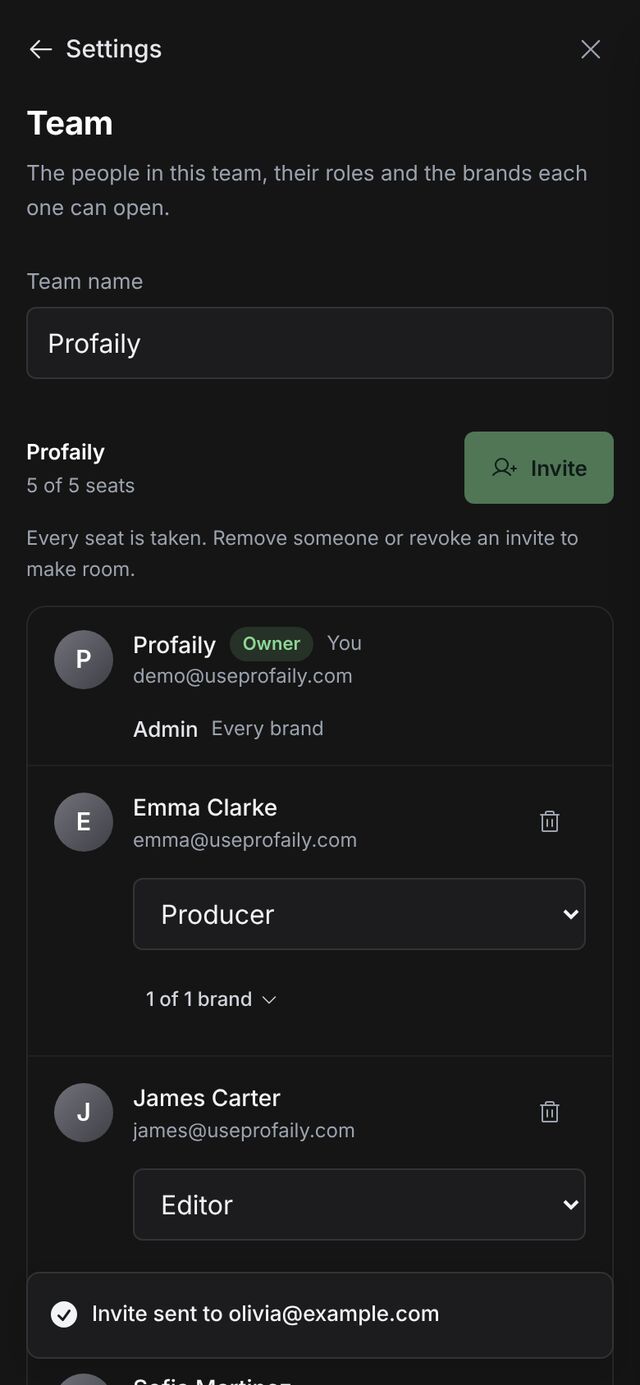 Settings
Team
The people in this team, their roles and the brands each
one can open.
Team name
Profaily
Profaily
5 of 5 seats
Invite
Every seat is taken. Remove someone or revoke an invite to
make room.
P
Profaily Owner You
demo@useprofaily.com
Admin Every brand
E
Emma Clarke
emma@useprofaily.com
Producer
1 of 1 brand
J
James Carter
james@useprofaily.com
Editor
Invite sent to olivia@example.com
Sofia Martinez